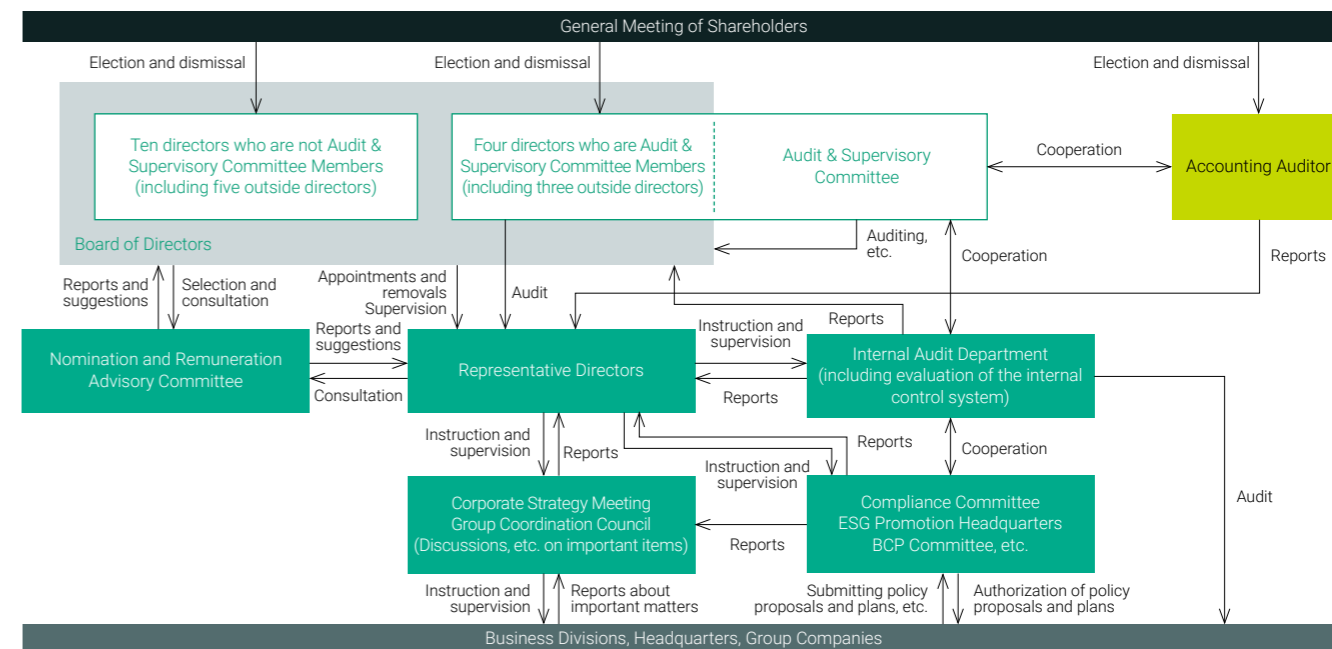 General Meeting of Shareholders
Election and dismissal
Election and dismissal
Election and dismissal
Ten directors who are not Audit &
Supervisory Committee Members
(including five outside directors)
Four directors who are Audit &
Supervisory Committee Members
(including three outside directors)
Audit & Supervisory
Committee
Cooperation
Accounting Auditor
Board of Directors
Auditing,
etc.
Cooperation
Reports
Reports and
suggestions
Selection and
consultation
Appointments and
removals
Supervision
Audit
Reports
Nomination and Remuneration
Advisory Committee
Reports and
suggestions
Consultation
Representative Directors
Instruction and
supervision
Reports
Internal Audit Department
(including evaluation of the internal
control system)
Instruction and
supervision
Reports
Reports
Instruction and
supervision
Cooperation
Audit
Corporate Strategy Meeting
Group Coordination Council
(Discussions, etc. on important items)
Reports
Compliance Committee
ESG Promotion Headquarters
BCP Committee, etc.
Instruction and
supervision
Reports about
important matters
Submitting policy
proposals and plans, etc.
Authorization of policy
proposals and plans
Business Divisions, Headquarters, Group Companies